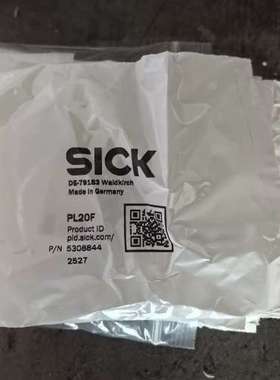 SICK
DE-79183 Waldkirch
Made in Germany
PL20F
Product ID
pid.sick.com/
P/N 5308844
2527